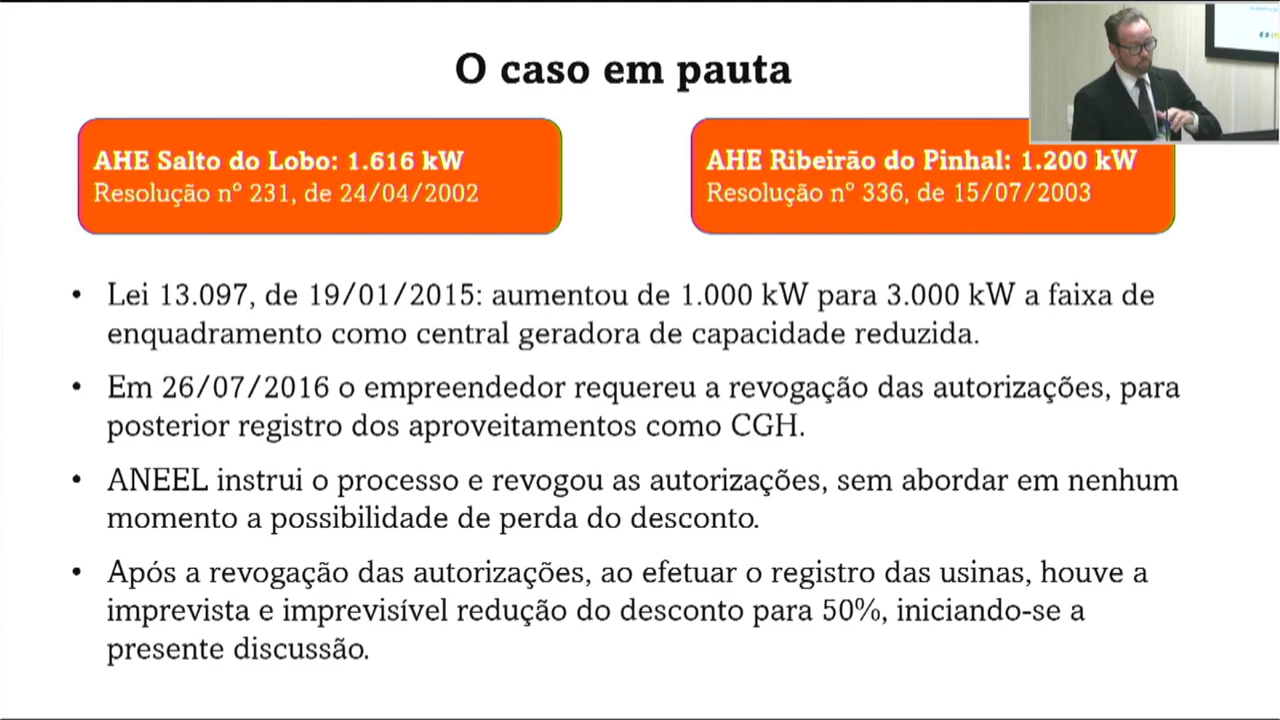 O caso em pauta
AHE Salto do Lobo: 1.616 kW
Resolução nº 231, de 24/04/2002
AHE Ribeirão do Pinhal: 1.200 kW
Resolução nº 336, de 15/07/2003
• Lei 13.097, de 19/01/2015: aumentou de 1.000 kW para 3.000 kW a faixa de
enquadramento como central geradora de capacidade reduzida.
• Em 26/07/2016 o empreendedor requereu a revogação das autorizações, para
posterior registro dos aproveitamentos como CGH.
• ANEEL instrui o processo e revogou as autorizações, sem abordar em nenhum
momento a possibilidade de perda do desconto.
• Após a revogação das autorizações, ao efetuar o registro das usinas, houve a
imprevista e imprevisível redução do desconto para 50%, iniciando-se a
presente discussão.